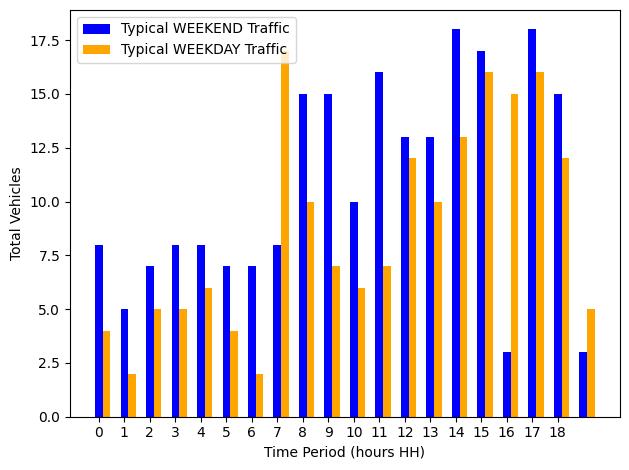 Typical WEEKEND Traffic
Typical WEEKDAY Traffic
17.5
15.0
12.5
10.0
7.5
5.0
2.5
0.0
Total Vehicles
0 1 2 3 4 5 6 7 8 9 10 11 12 13 14 15 16 17 18
Time Period (hours HH)